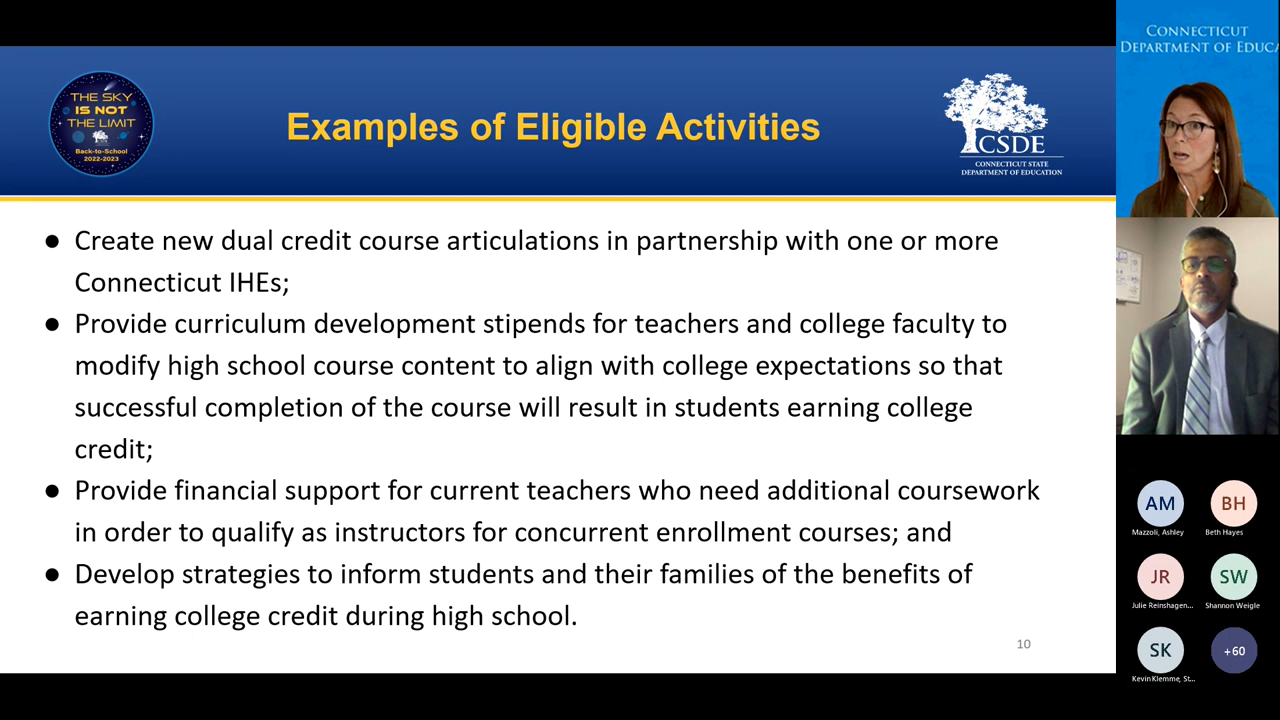 THE SKY
IS NOT
THE LIMIT
Back-to-School
2022-2023
Examples of Eligible Activities
CSDE
CONNECTICUT STATE
DEPARTMENT OF EDUCATION
● Create new dual credit course articulations in partnership with one or more
Connecticut IHEs;
● Provide curriculum development stipends for teachers and college faculty to
modify high school course content to align with college expectations so that
successful completion of the course will result in students earning college
credit;
● Provide financial support for current teachers who need additional coursework
in order to qualify as instructors for concurrent enrollment courses; and
● Develop strategies to inform students and their families of the benefits of
earning college credit during high school.
10
CONNECTICUT
DEPARTMENT OF EDUCA
AM
BH
Mazzoli, Ashley
Beth Hayes
JR
SW
Julie Reinshagen...
Shannon Weigle
SK
+60
Kevin Klemme, St...